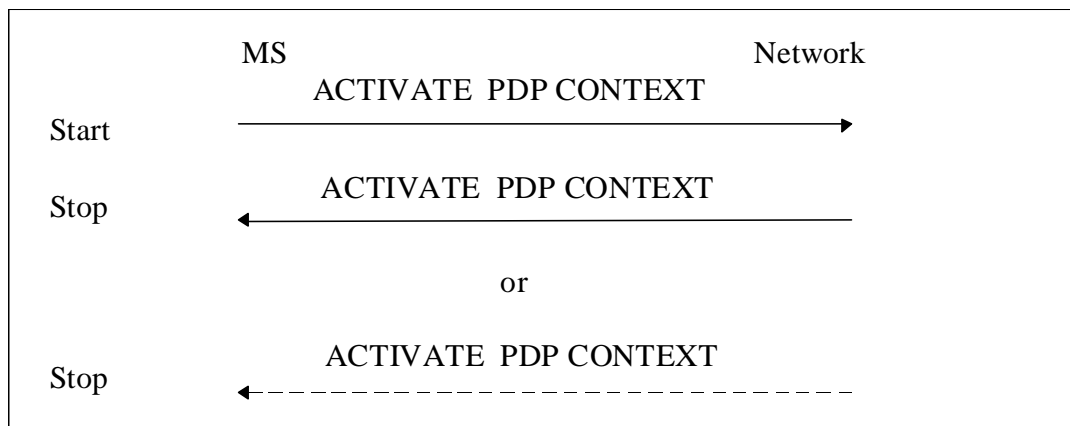 MS Network
ACTIVATE PDP CONTEXT
Start
ACTIVATE PDP CONTEXT
Stop
or
ACTIVATE PDP CONTEXT
Stop